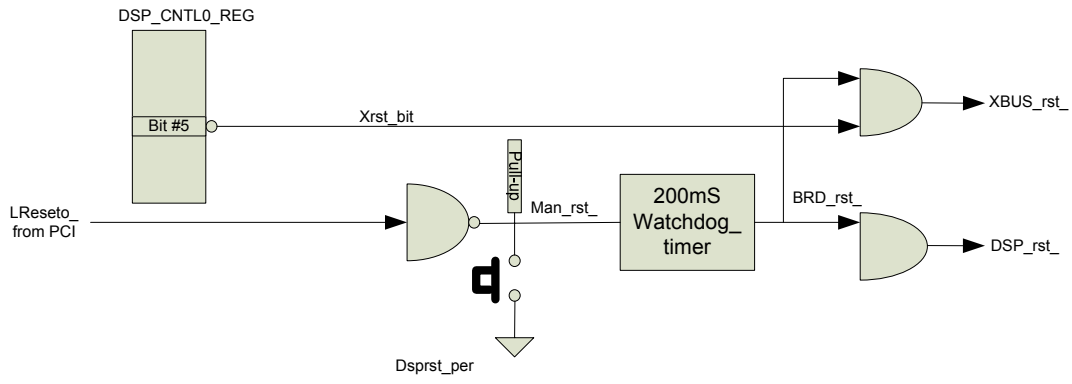 DSP_CNTL0_REG
Bit #5
Xrst_bit
XBUS_rst_
Pull-up
LReseto_
from PCI
Man_rst_
200mS
Watchdog_
timer
BRD_rst_
DSP_rst_
Dsprst_per